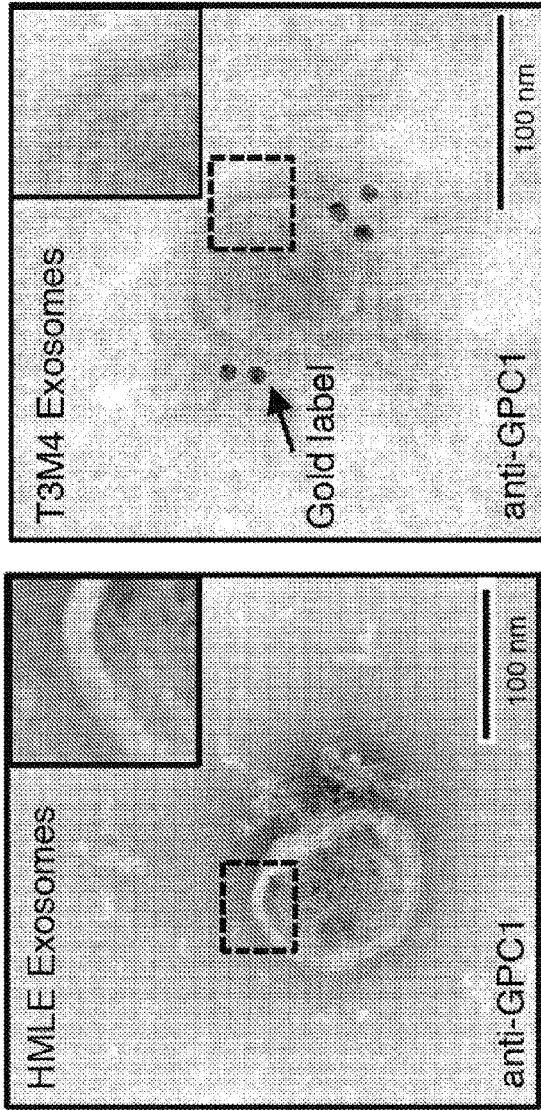 HMLE Exosomes
100 nm
anti-GPC1
T3M4 Exosomes
Gold label
100 nm
anti-GPC1